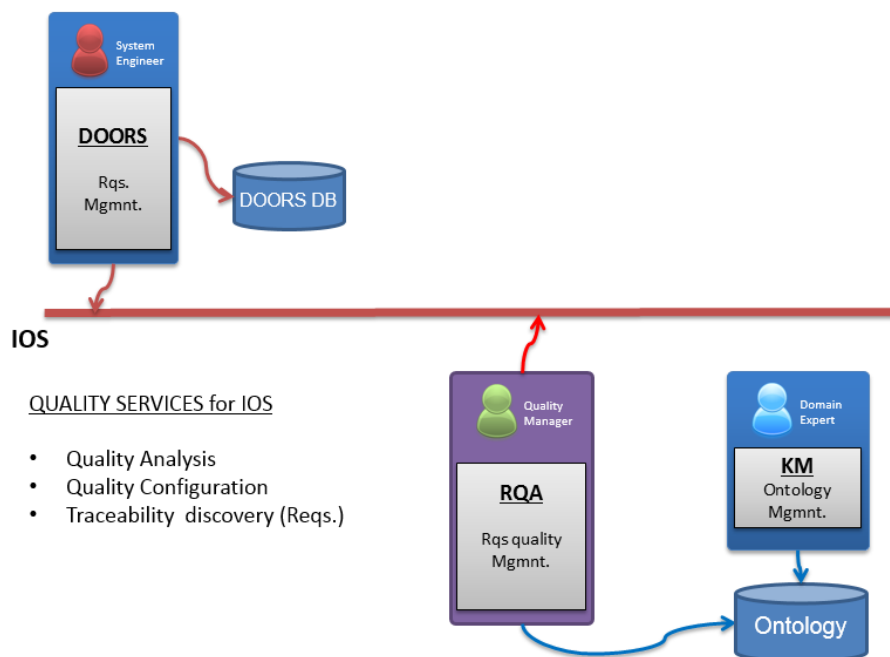 System
Engineer
DOORS
Rqs.
Mgmnt.
DOORS DB
IOS
QUALITY SERVICES for IOS
• Quality Analysis
• Quality Configuration
• Traceability discovery (Reqs.)
Quality
Manager
RQA
Rqs quality
Mgmnt.
Domain
Expert
KM
Ontology
Mgmnt.
Ontology